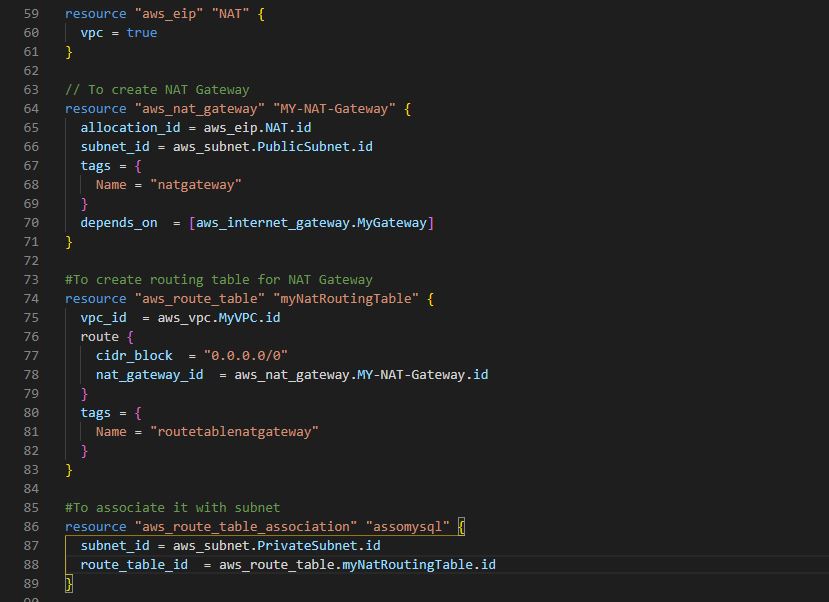 59 resource "aws_eip" "NAT" {
60   vpc = true
61 }
62
63 // To create NAT Gateway
64 resource "aws_nat_gateway" "MY-NAT-Gateway" {
65   allocation_id = aws_eip.NAT.id
66   subnet_id = aws_subnet.PublicSubnet.id
67   tags = {
68     Name = "natgateway"
69   }
70   depends_on  = [aws_internet_gateway.MyGateway]
71 }
72
73 #To create routing table for NAT Gateway
74 resource "aws_route_table" "myNatRoutingTable" {
75   vpc_id  = aws_vpc.MyVPC.id
76   route {
77     cidr_block  = "0.0.0.0/0"
78     nat_gateway_id  = aws_nat_gateway.MY-NAT-Gateway.id
79   }
80   tags = {
81     Name = "routetablenatgateway"
82   }
83 }
84
85 #To associate it with subnet
86 resource "aws_route_table_association" "assomysql" {
87   subnet_id = aws_subnet.PrivateSubnet.id
88   route_table_id  = aws_route_table.myNatRoutingTable.id
89 }